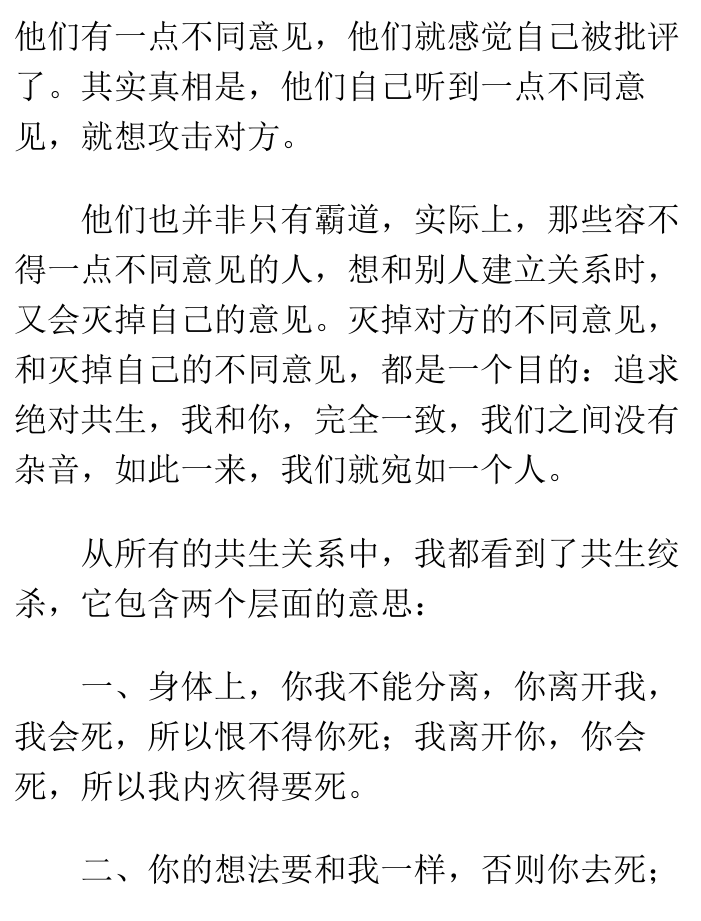 他们有一点不同意见，他们就感觉自己被批评
了。其实真相是，他们自己听到一点不同意
见，就想攻击对方。
他们也并非只有霸道，实际上，那些容不
得一点不同意见的人，想和别人建立关系时，
又会灭掉自己的意见。灭掉对方的不同意见，
和灭掉自己的不同意见，都是一个目的：追求
绝对共生，我和你，完全一致，我们之间没有
杂音，如此一来，我们就宛如一个人。
从所有的共生关系中，我都看到了共生绞
杀，它包含两个层面的意思：
一、身体上，你我不能分离，你离开我，
我会死，所以恨不得你死；我离开你，你会
死，所以我内疚得要死。
二、你的想法要和我一样，否则你去死；